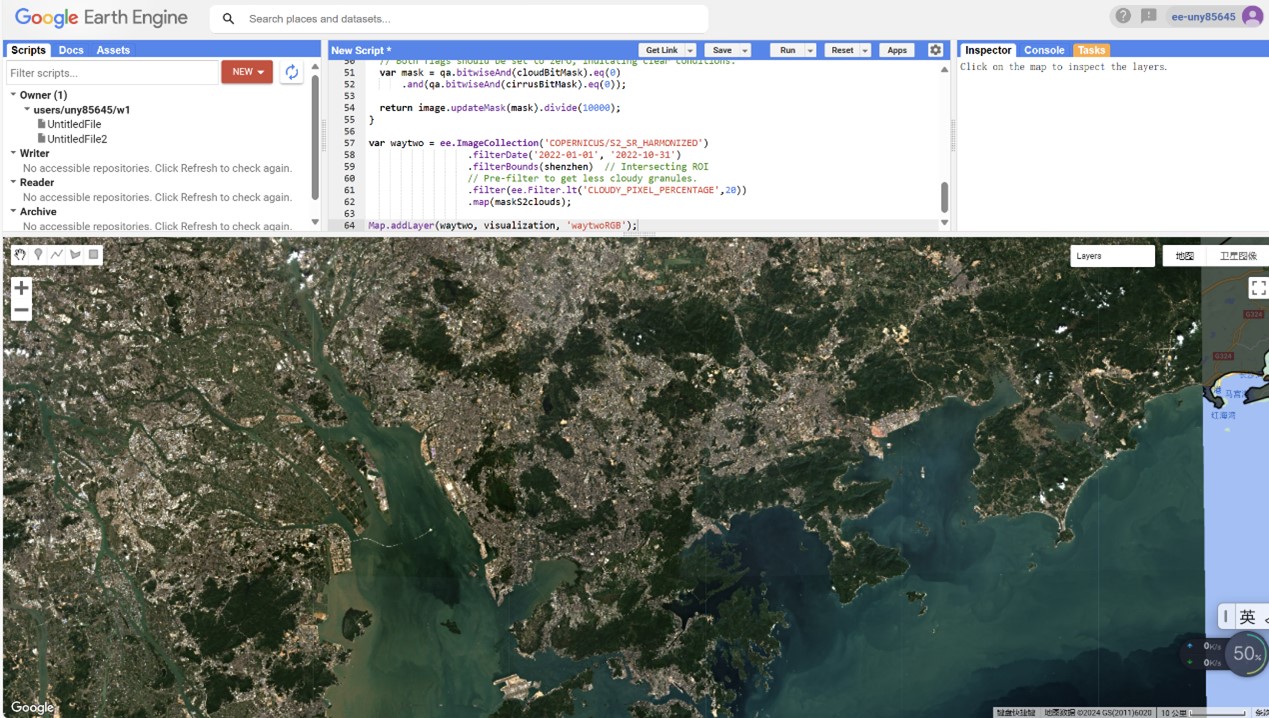 Google Earth Engine
Search places and datasets...
ee-uny85645
Scripts Docs Assets
Filter scripts...
NEW
Owner (1)
users/uny85645/w1
UntitledFile
UntitledFile2
Writer
No accessible repositories. Click Refresh to check again.
Reader
No accessible repositories. Click Refresh to check again.
Archive
No accessible repositories. Click Refresh to check again.
New Script *
Get Link Save Run Reset Apps
50 // Both flags should be set to zero, indicating clear conditions.
51 var mask = qa.bitwiseAnd(cloudBitMask).eq(0)
52 .and(qa.bitwiseAnd(cirrusBitMask).eq(0));
53
54 return image.updateMask(mask).divide(10000);
55 }
56
57 var waytwo = ee.ImageCollection('COPERNICUS/S2_SR_HARMONIZED')
58 .filterDate('2022-01-01', '2022-10-31')
59 .filterBounds(shenzhen) // Intersecting ROI
60 // Pre-filter to get less cloudy granules.
61 .filter(ee.Filter.lt('CLOUDY_PIXEL_PERCENTAGE',20))
62 .map(maskS2clouds);
63
64 Map.addLayer(waytwo, visualization, 'waytwoRGB');
Inspector Console Tasks
Click on the map to inspect the layers.
Layers
地图 卫星图像
G324
G324
红海湾
英
0K/s
0K/s
50%
Google
键盘快捷键 地图数据 ©2024 GS(2011)6020 10 公里